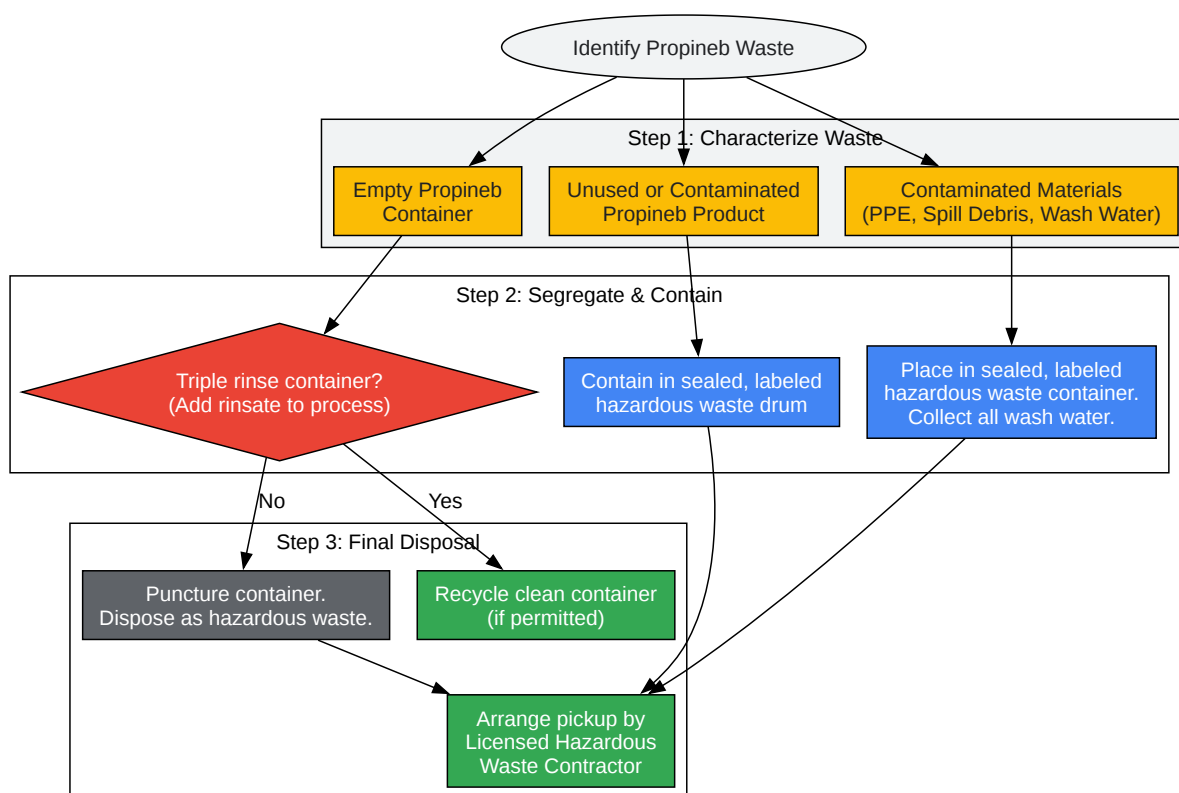 Identify Propineb Waste
Step 1: Characterize Waste
Empty Propineb
Container
Unused or Contaminated
Propineb Product
Contaminated Materials
(PPE, Spill Debris, Wash Water)
Step 2: Segregate & Contain
Triple rinse container?
(Add rinsate to process)
Contain in sealed, labeled
hazardous waste drum
Place in sealed, labeled
hazardous waste container.
Collect all wash water.
No
Yes
Step 3: Final Disposal
Puncture container.
Dispose as hazardous waste.
Recycle clean container
(if permitted)
Arrange pickup by
Licensed Hazardous
Waste Contractor